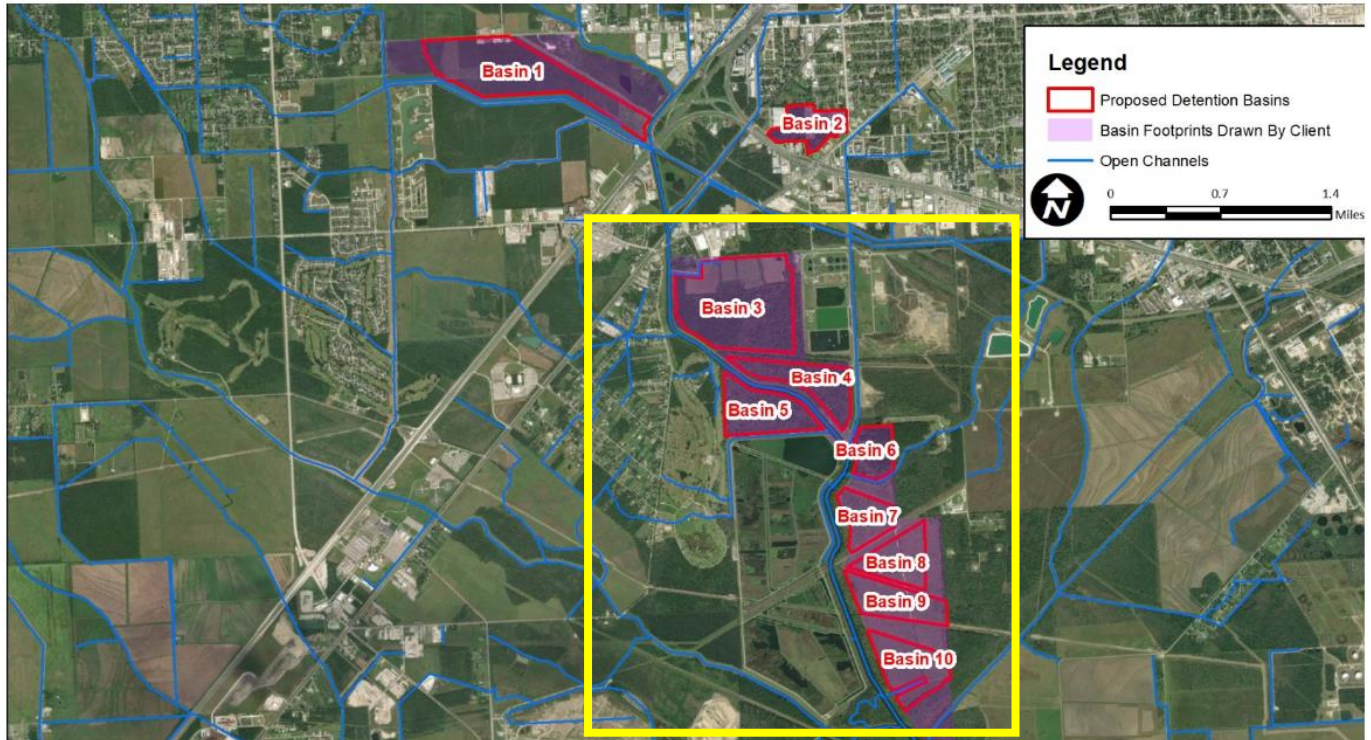 Legend
Proposed Detention Basins
Basin Footprints Drawn By Client
Open Channels
N
0 0.7 1.4
Miles
Basin 1
Basin 2
Basin 3
Basin 4
Basin 5
Basin 6
Basin 7
Basin 8
Basin 9
Basin 10